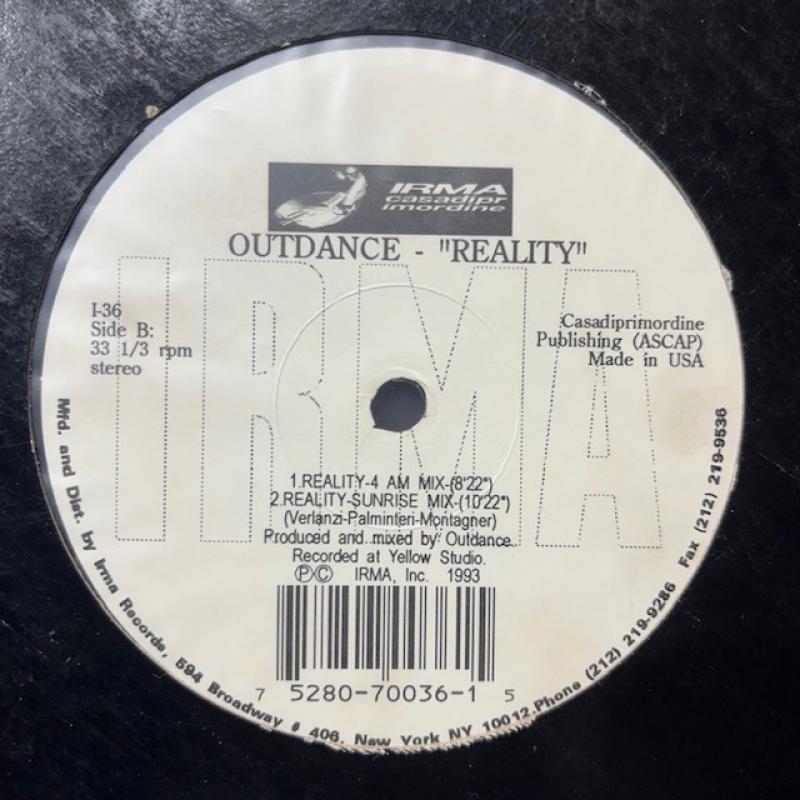 IRMA
casadipr
imordine
OUTDANCE - "REALITY"
IRMA
I-36
Side B:
33 1/3 rpm
stereo
Casadiprimordine
Publishing (ASCAP)
Made in USA
1.REALITY-4 AM MIX-(8'22")
2.REALITY-SUNRISE MIX-(10'22")
(Verlanzi-Palminteri-Montagner)
Produced and mixed by Outdance.
Recorded at Yellow Studio.
ⓅⒸ IRMA, Inc. 1993
7 5280-70036-1 5
Mfd. and Dist. by Irma Records, 594 Broadway # 406, New York NY 10012.Phone (212) 219-9286 Fax (212) 219-9536